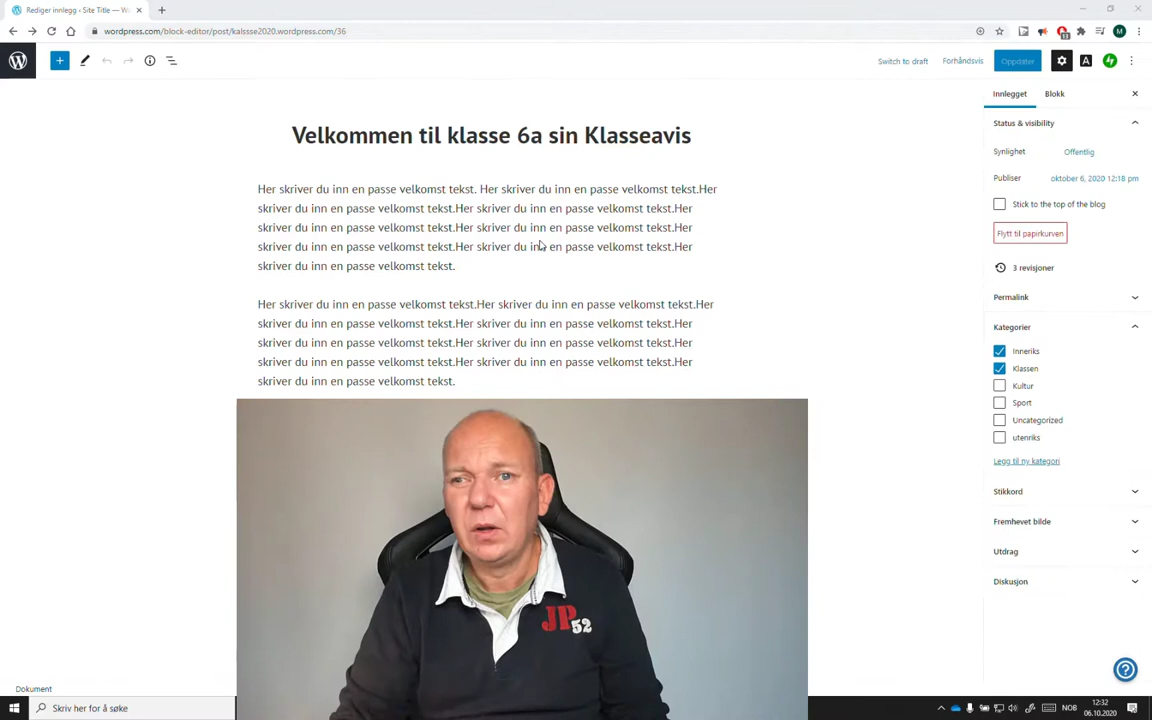 Rediger innlegg ‹ Site Title — W
wordpress.com/block-editor/post/kalssse2020.wordpress.com/36
M
Switch to draft
Forhåndsvis
Oppdater
A
Innlegget
Blokk
Velkommen til klasse 6a sin Klasseavis
Her skriver du inn en passe velkomst tekst. Her skriver du inn en passe velkomst tekst.Her
skriver du inn en passe velkomst tekst.Her skriver du inn en passe velkomst tekst.Her
skriver du inn en passe velkomst tekst.Her skriver du inn en passe velkomst tekst.Her
skriver du inn en passe velkomst tekst.Her skriver du inn en passe velkomst tekst.Her
skriver du inn en passe velkomst tekst.
Her skriver du inn en passe velkomst tekst.Her skriver du inn en passe velkomst tekst.Her
skriver du inn en passe velkomst tekst.Her skriver du inn en passe velkomst tekst.Her
skriver du inn en passe velkomst tekst.Her skriver du inn en passe velkomst tekst.Her
skriver du inn en passe velkomst tekst.Her skriver du inn en passe velkomst tekst.Her
skriver du inn en passe velkomst tekst.
Status & visibility
Synlighet
Offentlig
Publiser
oktober 6, 2020 12:18 pm
Stick to the top of the blog
Flytt til papirkurven
3 revisjoner
Permalink
Kategorier
Inneriks
Klassen
Kultur
Sport
Uncategorized
utenriks
Legg til ny kategori
Stikkord
Fremhevet bilde
Utdrag
Diskusjon
JP
52
Dokument
Skriv her for å søke
NOB
12:32
06.10.2020